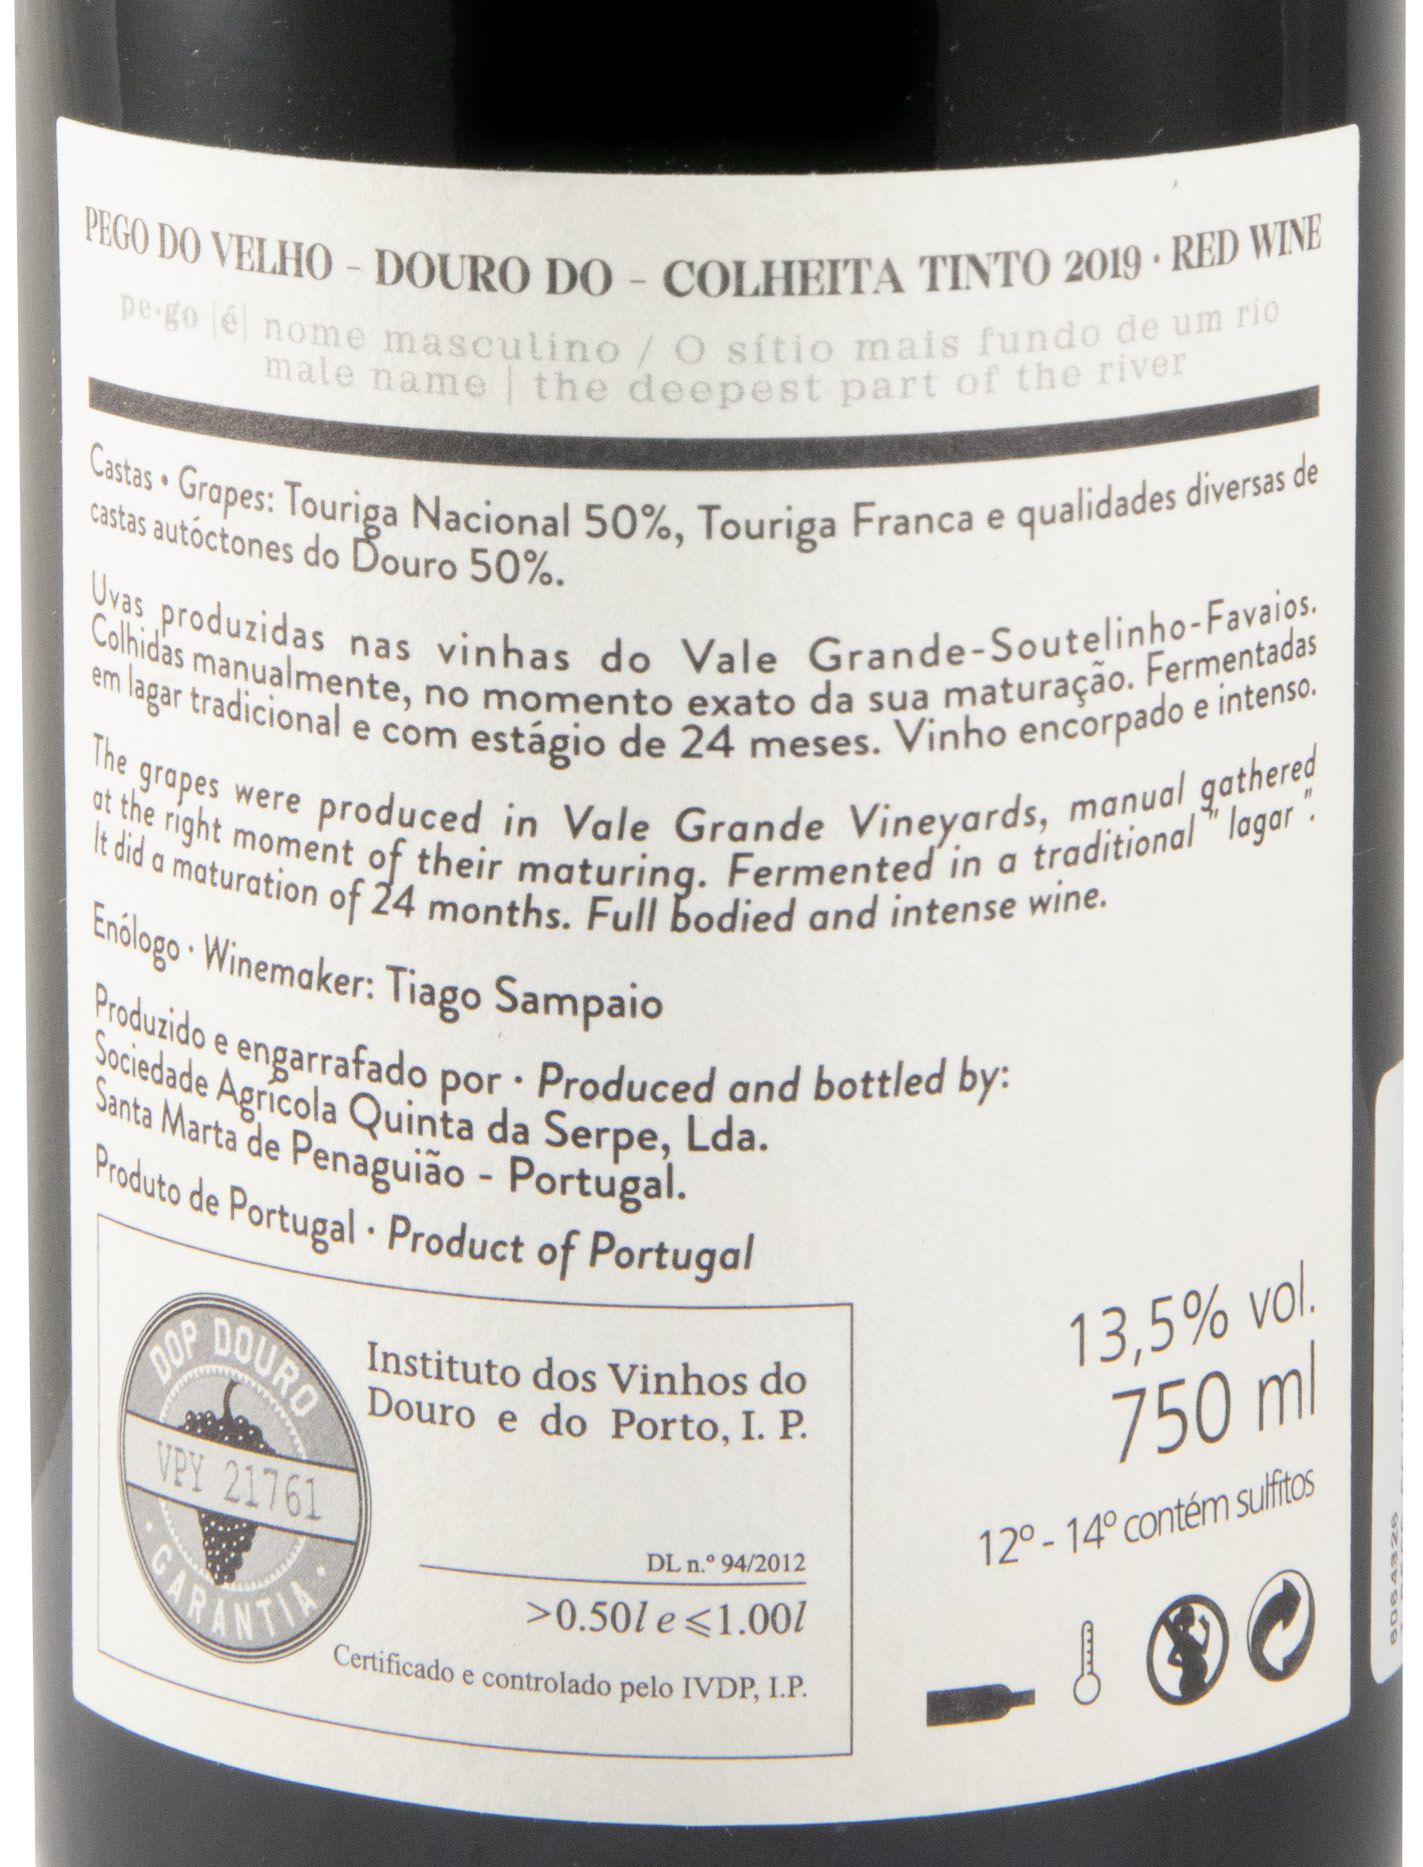 PEGO DO VELHO - DOURO DO - COLHEITA TINTO 2019 · RED WINE
pe·go |é| nome masculino / O sítio mais fundo de um rio
male name | the deepest part of the river
Castas • Grapes: Touriga Nacional 50%, Touriga Franca e qualidades diversas de
castas autóctones do Douro 50%.
Uvas produzidas nas vinhas do Vale Grande-Soutelinho-Favaios.
Colhidas manualmente, no momento exato da sua maturação. Fermentadas
em lagar tradicional e com estágio de 24 meses. Vinho encorpado e intenso.
The grapes were produced in Vale Grande Vineyards, manual gathered
at the right moment of their maturing. Fermented in a traditional " lagar ".
It did a maturation of 24 months. Full bodied and intense wine.
Enólogo · Winemaker: Tiago Sampaio
Produzido e engarrafado por · Produced and bottled by:
Sociedade Agrícola Quinta da Serpe, Lda.
Santa Marta de Penaguião - Portugal.
Produto de Portugal · Product of Portugal
DOP DOURO
VPY 21761
· GARANTIA ·
Instituto dos Vinhos do
Douro e do Porto, I. P.
DL n.º 94/2012
>0.50l e ⩽1.00l
Certificado e controlado pelo IVDP, I.P.
13,5% vol.
750 ml
12º - 14º contém sulfitos